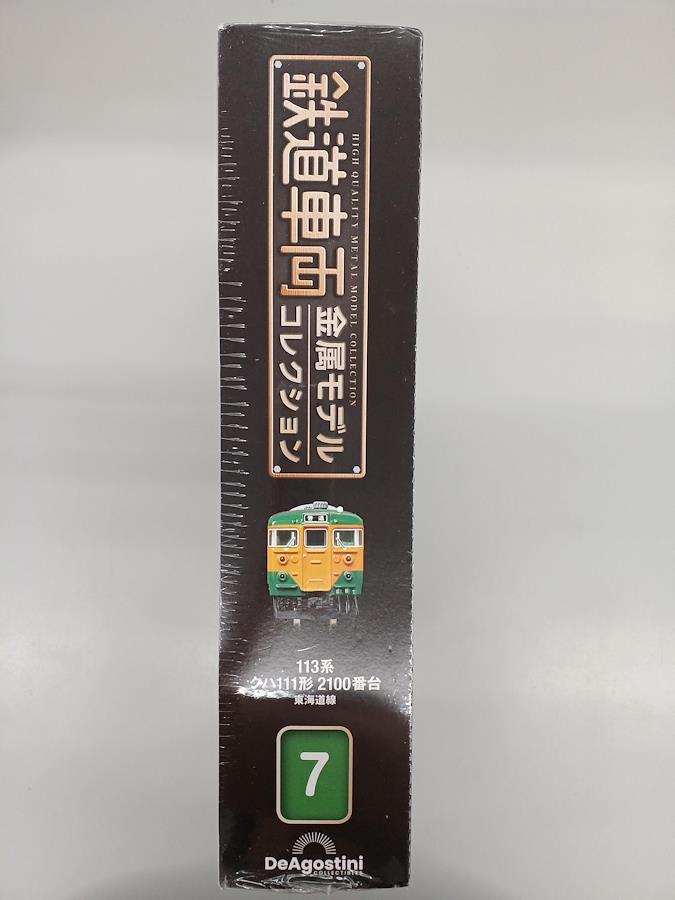 鉄道車両
HIGH QUALITY METAL MODEL COLLECTION
金属モデル
コレクション
普通
113系
クハ111形 2100番台
東海道線
7
DeAgostini
COLLECTIBLES